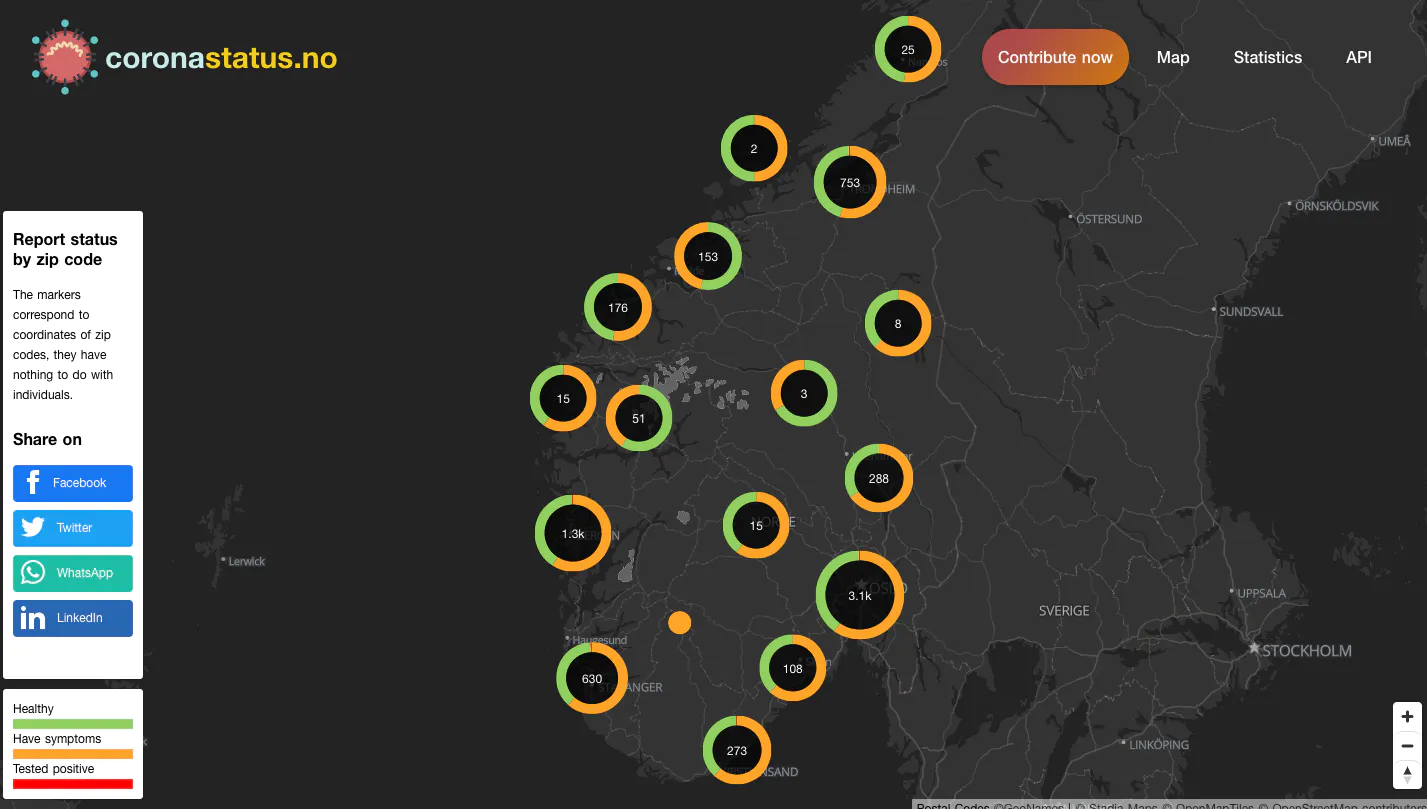 coronastatus.no
Contribute now
Map
Statistics
API
25
2
753
153
176
8
15
51
3
288
1.3k
15
3.1k
108
630
273
UMEÅ
ÖRNSKÖLDSVIK
ÖSTERSUND
SUNDSVALL
Lerwick
OSLO
UPPSALA
SVERIGE
Haugesund
STOCKHOLM
LINKÖPING
Report status
by zip code
The markers
correspond to
coordinates of zip
codes, they have
nothing to do with
individuals.
Share on
Facebook
Twitter
WhatsApp
LinkedIn
Healthy
Have symptoms
Tested positive
Postal Codes ©GeoNames | © Stadia Maps © OpenMapTiles © OpenStreetMap